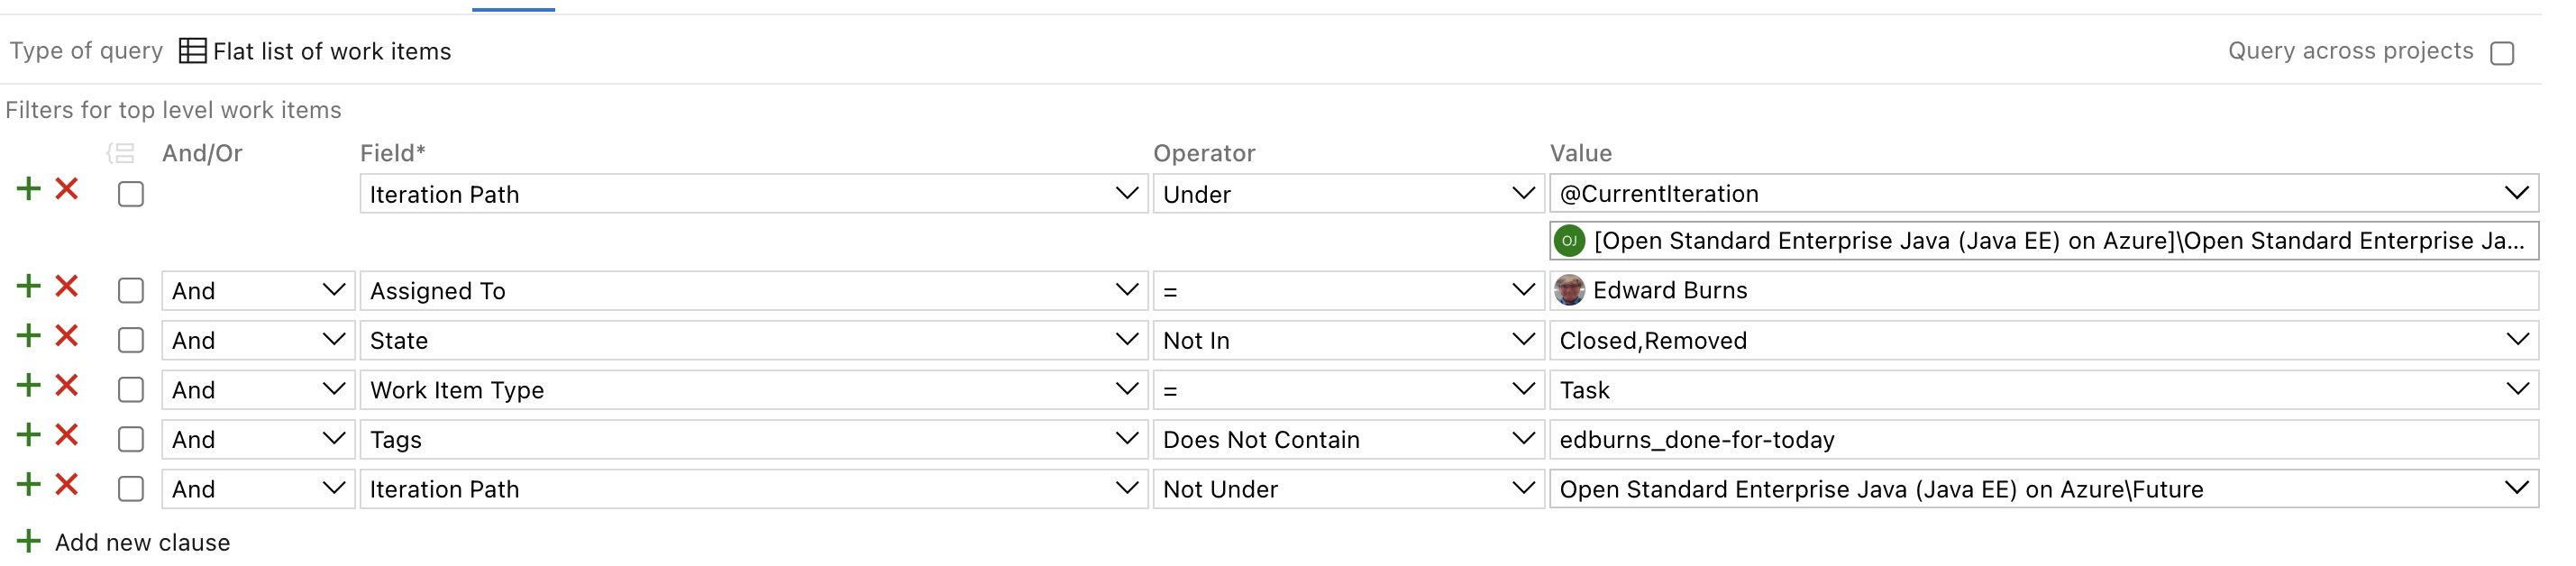 Type of query Flat list of work items Query across projects
Filters for top level work items
And/Or Field* Operator Value
Iteration Path Under @CurrentIteration
OJ [Open Standard Enterprise Java (Java EE) on Azure]\Open Standard Enterprise Ja...
And Assigned To = Edward Burns
And State Not In Closed,Removed
And Work Item Type = Task
And Tags Does Not Contain edburns_done-for-today
And Iteration Path Not Under Open Standard Enterprise Java (Java EE) on Azure\Future
Add new clause